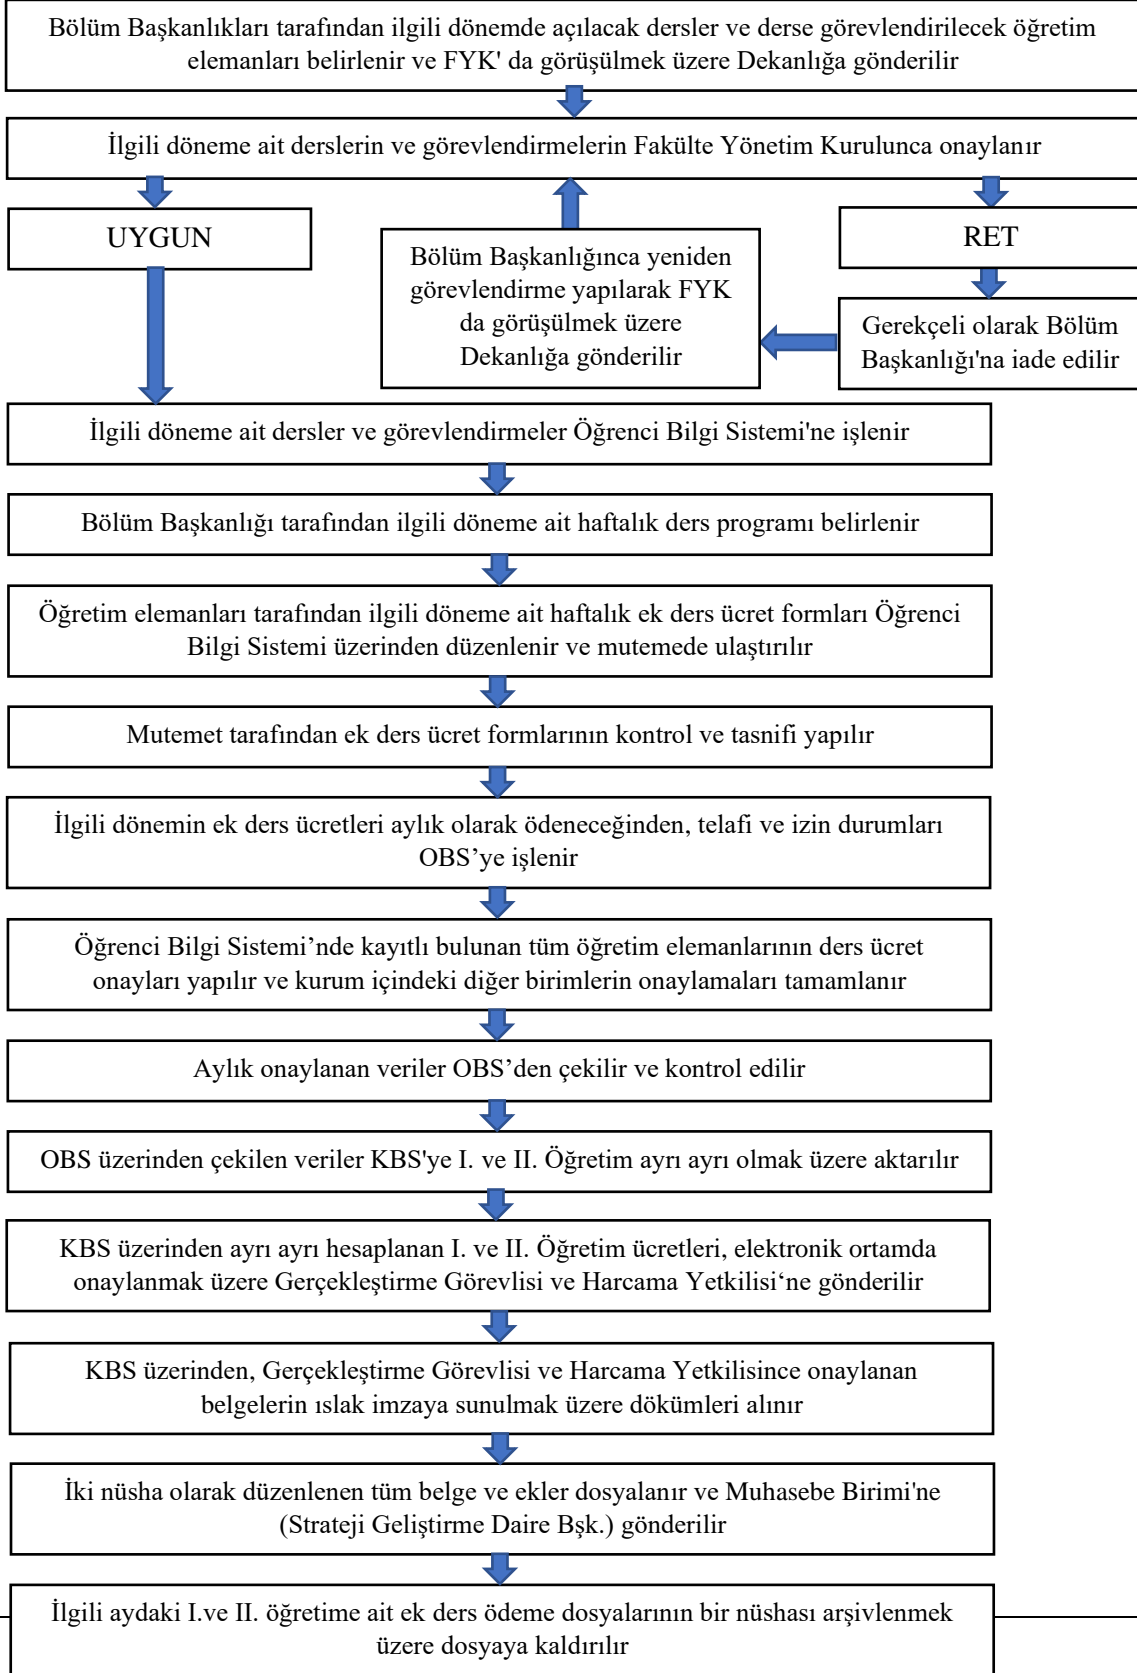 Bölüm Başkanlıkları tarafından ilgili dönemde açılacak dersler ve derse görevlendirilecek öğretim
elemanları belirlenir ve FYK' da görüşülmek üzere Dekanlığa gönderilir
İlgili döneme ait derslerin ve görevlendirmelerin Fakülte Yönetim Kurulunca onaylanır
UYGUN
RET
Bölüm Başkanlığınca yeniden
görevlendirme yapılarak FYK
da görüşülmek üzere
Dekanlığa gönderilir
Gerekçeli olarak Bölüm
Başkanlığı'na iade edilir
İlgili döneme ait dersler ve görevlendirmeler Öğrenci Bilgi Sistemi'ne işlenir
Bölüm Başkanlığı tarafından ilgili döneme ait haftalık ders programı belirlenir
Öğretim elemanları tarafından ilgili döneme ait haftalık ek ders ücret formları Öğrenci
Bilgi Sistemi üzerinden düzenlenir ve mutemede ulaştırılır
Mutemet tarafından ek ders ücret formlarının kontrol ve tasnifi yapılır
İlgili dönemin ek ders ücretleri aylık olarak ödeneceğinden, telafi ve izin durumları
OBS’ye işlenir
Öğrenci Bilgi Sistemi’nde kayıtlı bulunan tüm öğretim elemanlarının ders ücret
onayları yapılır ve kurum içindeki diğer birimlerin onaylamaları tamamlanır
Aylık onaylanan veriler OBS’den çekilir ve kontrol edilir
OBS üzerinden çekilen veriler KBS'ye I. ve II. Öğretim ayrı ayrı olmak üzere aktarılır
KBS üzerinden ayrı ayrı hesaplanan I. ve II. Öğretim ücretleri, elektronik ortamda
onaylanmak üzere Gerçekleştirme Görevlisi ve Harcama Yetkilisi‘ne gönderilir
KBS üzerinden, Gerçekleştirme Görevlisi ve Harcama Yetkilisince onaylanan
belgelerin ıslak imzaya sunulmak üzere dökümleri alınır
İki nüsha olarak düzenlenen tüm belge ve ekler dosyalanır ve Muhasebe Birimi'ne
(Strateji Geliştirme Daire Bşk.) gönderilir
İlgili aydaki I.ve II. öğretime ait ek ders ödeme dosyalarının bir nüshası arşivlenmek
üzere dosyaya kaldırılır